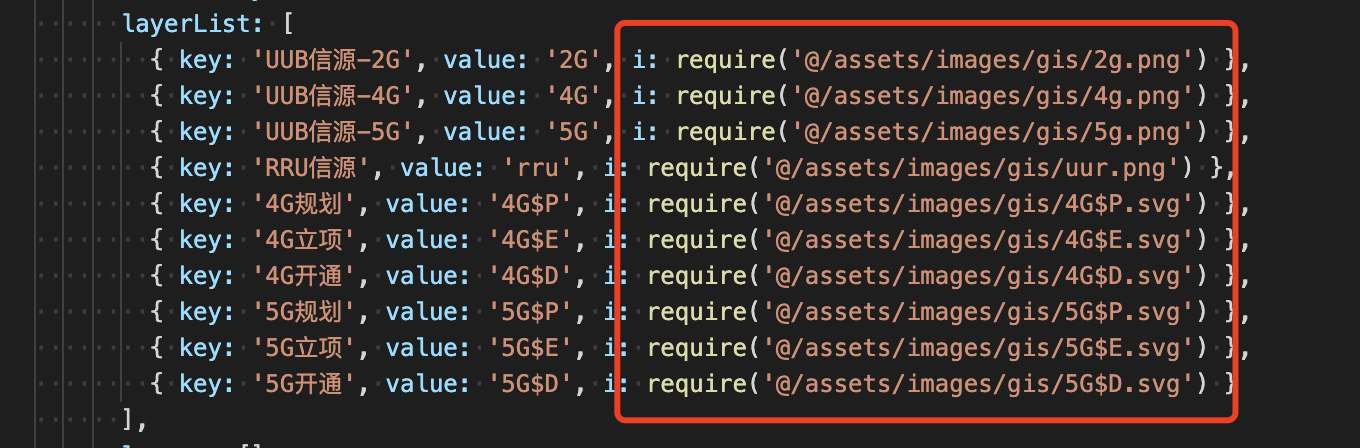 layerList: [
{ key: 'UUB信源-2G', value: '2G', i: require('@/assets/images/gis/2g.png') },
{ key: 'UUB信源-4G', value: '4G', i: require('@/assets/images/gis/4g.png') },
{ key: 'UUB信源-5G', value: '5G', i: require('@/assets/images/gis/5g.png') },
{ key: 'RRU信源', value: 'rru', i: require('@/assets/images/gis/uur.png') },
{ key: '4G规划', value: '4G$P', i: require('@/assets/images/gis/4G$P.svg') },
{ key: '4G立项', value: '4G$E', i: require('@/assets/images/gis/4G$E.svg') },
{ key: '4G开通', value: '4G$D', i: require('@/assets/images/gis/4G$D.svg') },
{ key: '5G规划', value: '5G$P', i: require('@/assets/images/gis/5G$P.svg') },
{ key: '5G立项', value: '5G$E', i: require('@/assets/images/gis/5G$E.svg') },
{ key: '5G开通', value: '5G$D', i: require('@/assets/images/gis/5G$D.svg') }
],